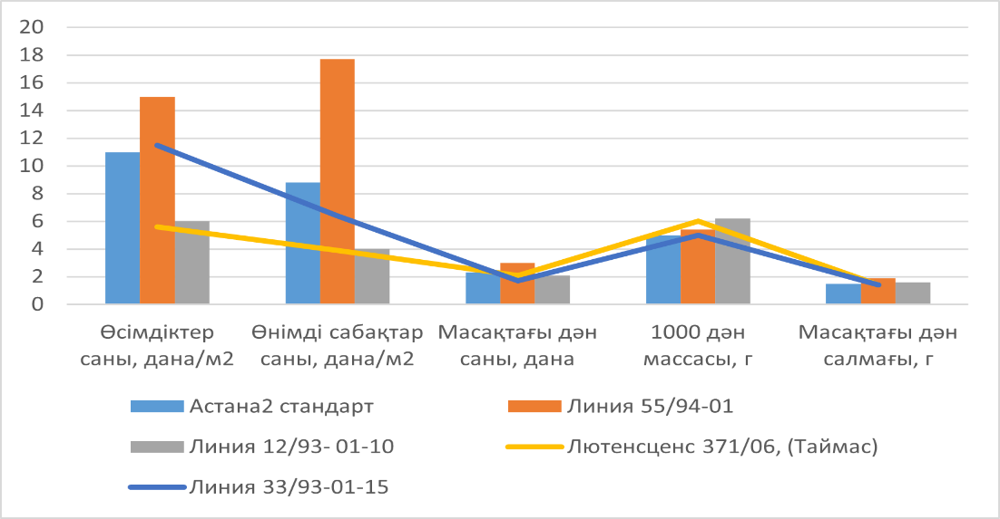 20
18
16
14
12
10
8
6
4
2
0
Өсімдіктер
саны, дана/м2
Өнімді сабақтар
саны, дана/м2
Масақтағы дән
саны, дана
1000 дән
массасы, г
Масақтағы дән
салмағы, г
Астана2 стандарт
Линия 55/94-01
Линия 12/93- 01-10
Лютенсценс 371/06, (Таймас)
Линия 33/93-01-15